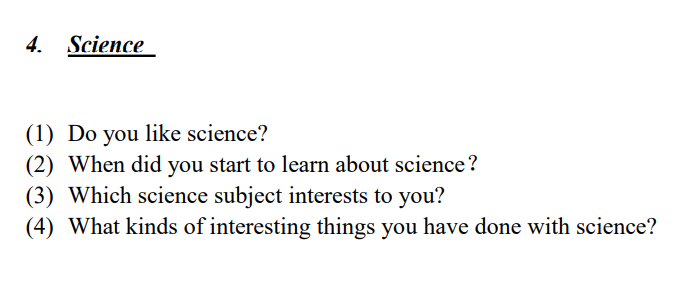 4. Science
(1) Do you like science?
(2) When did you start to learn about science?
(3) Which science subject interests to you?
(4) What kinds of interesting things you have done with science?